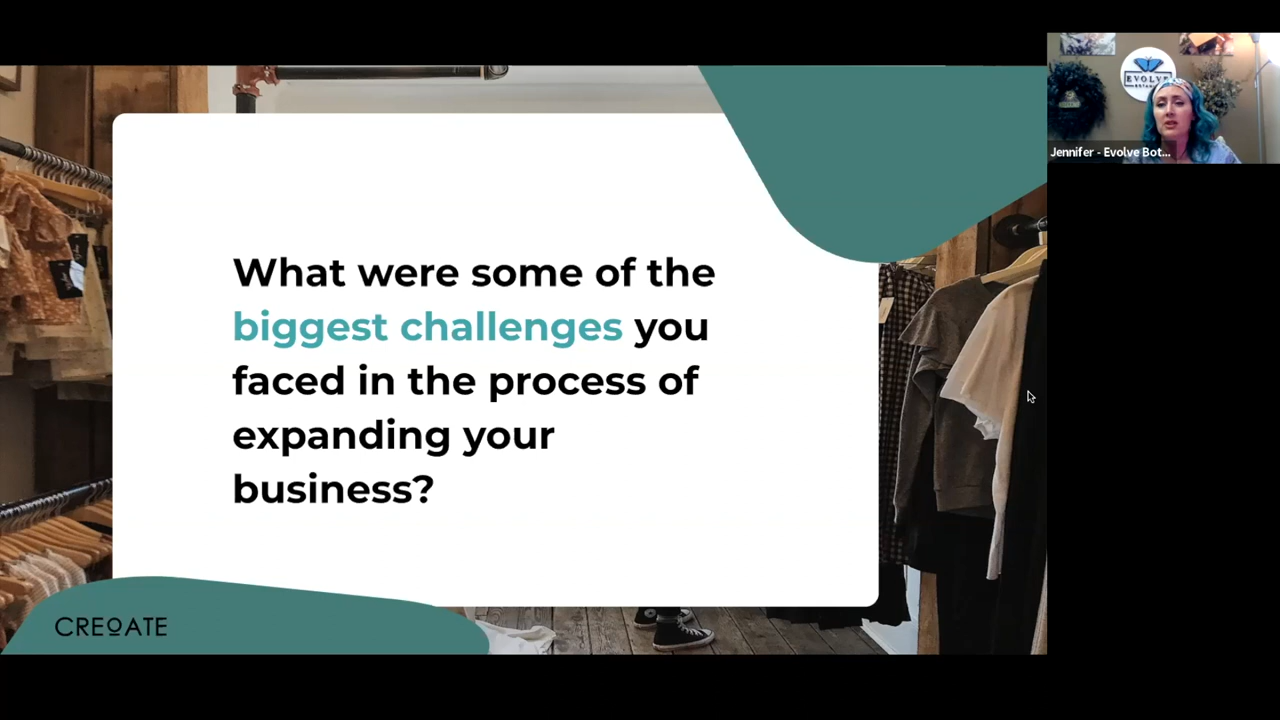 What were some of the
biggest challenges you
faced in the process of
expanding your
business?
CREOATE
EVOLVE
Jennifer - Evolve Bot...